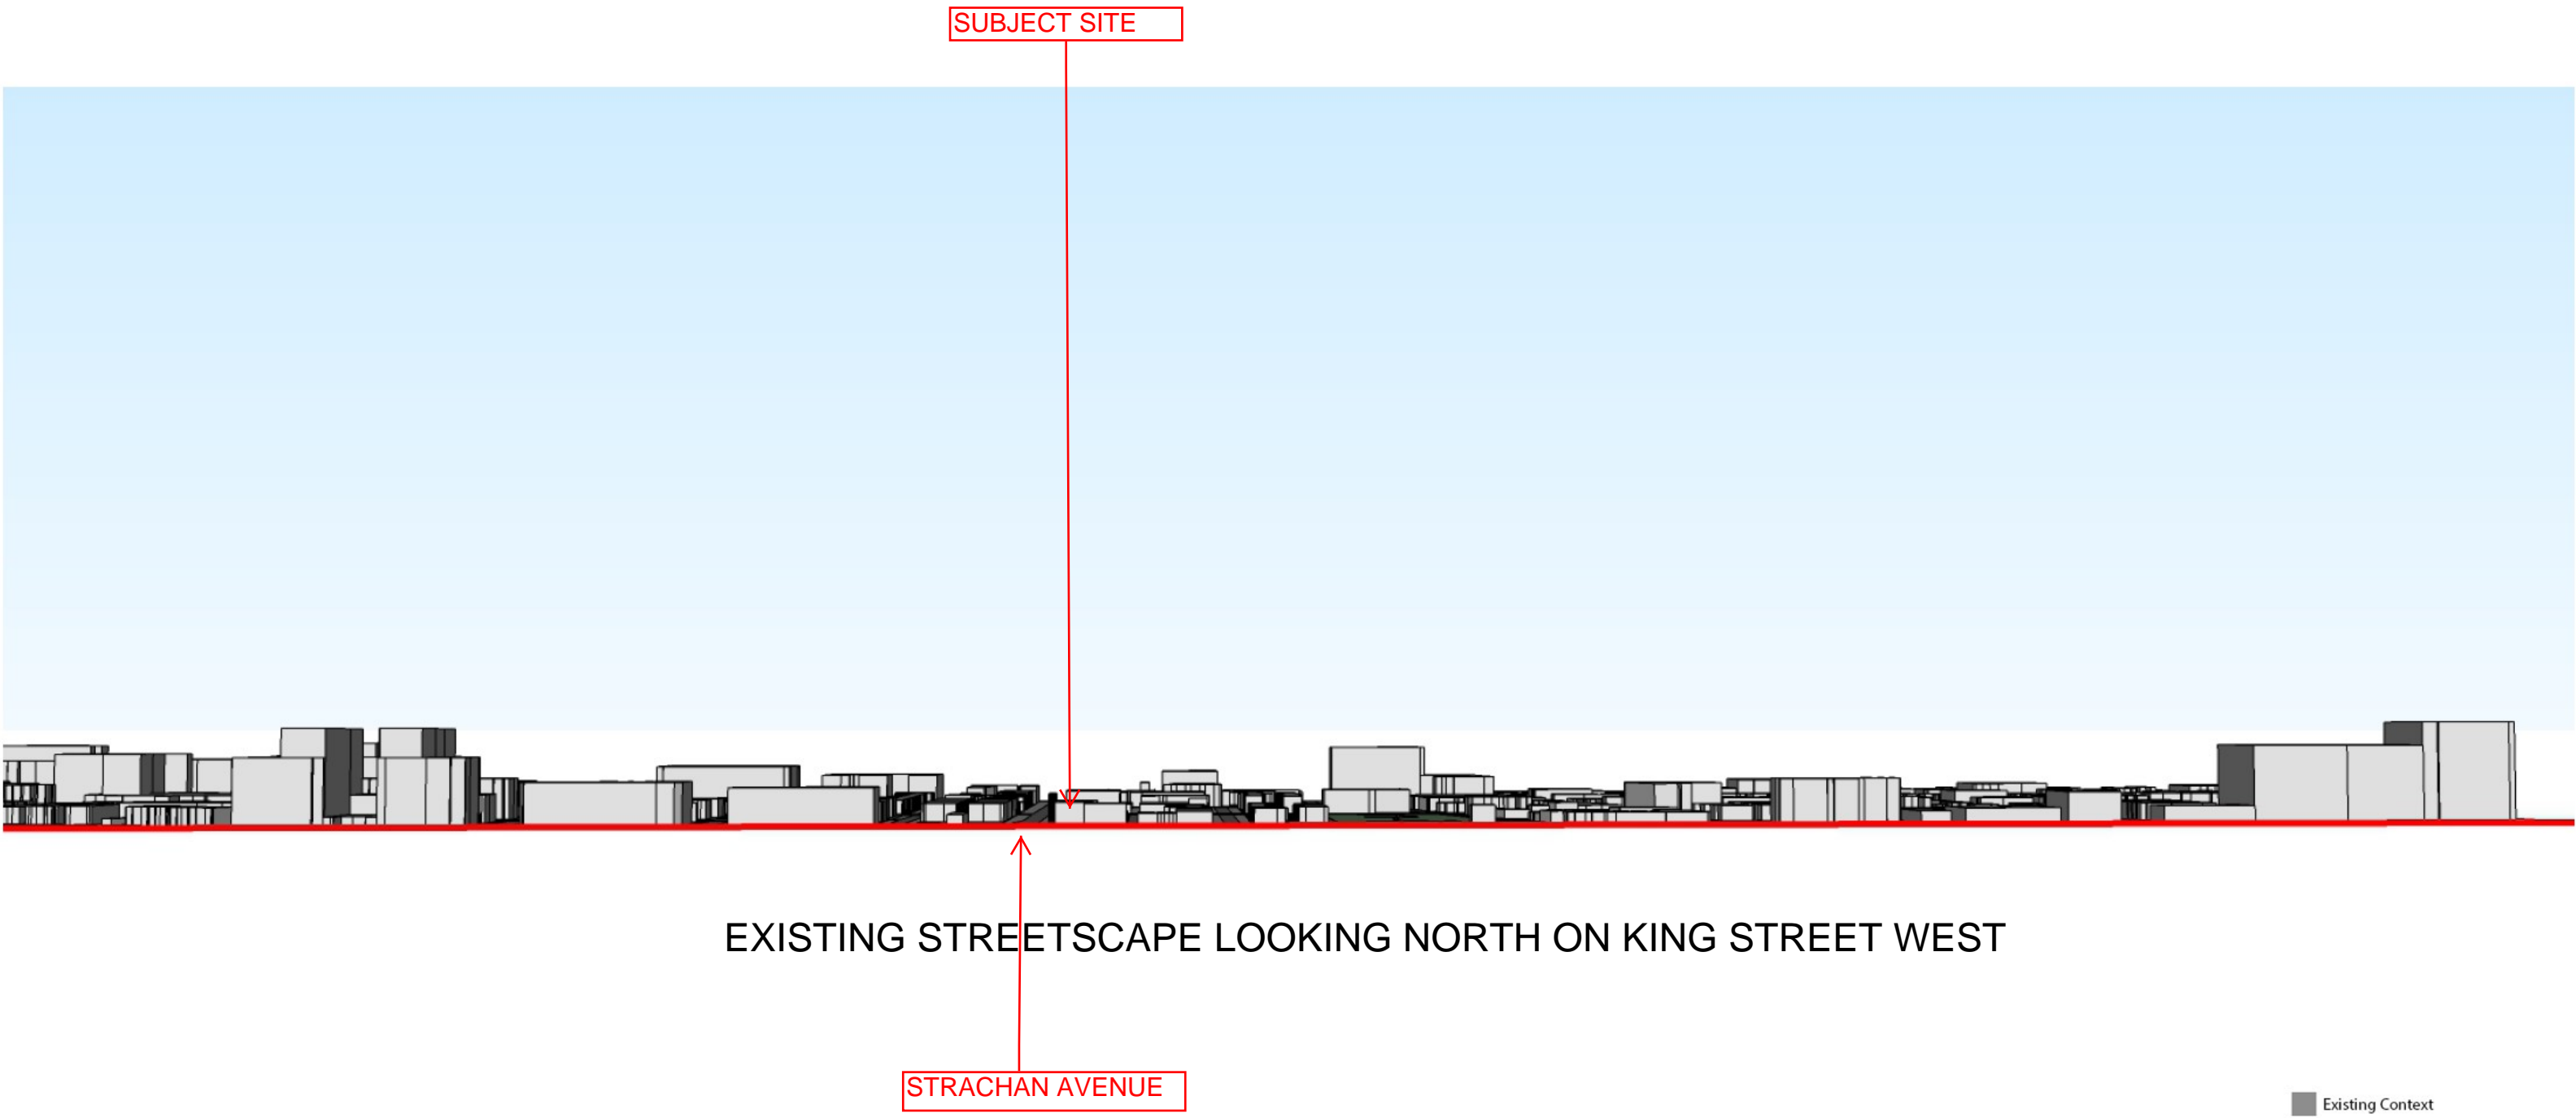 SUBJECT SITE
EXISTING STREETSCAPE LOOKING NORTH ON KING STREET WEST
STRACHAN AVENUE
Existing Context